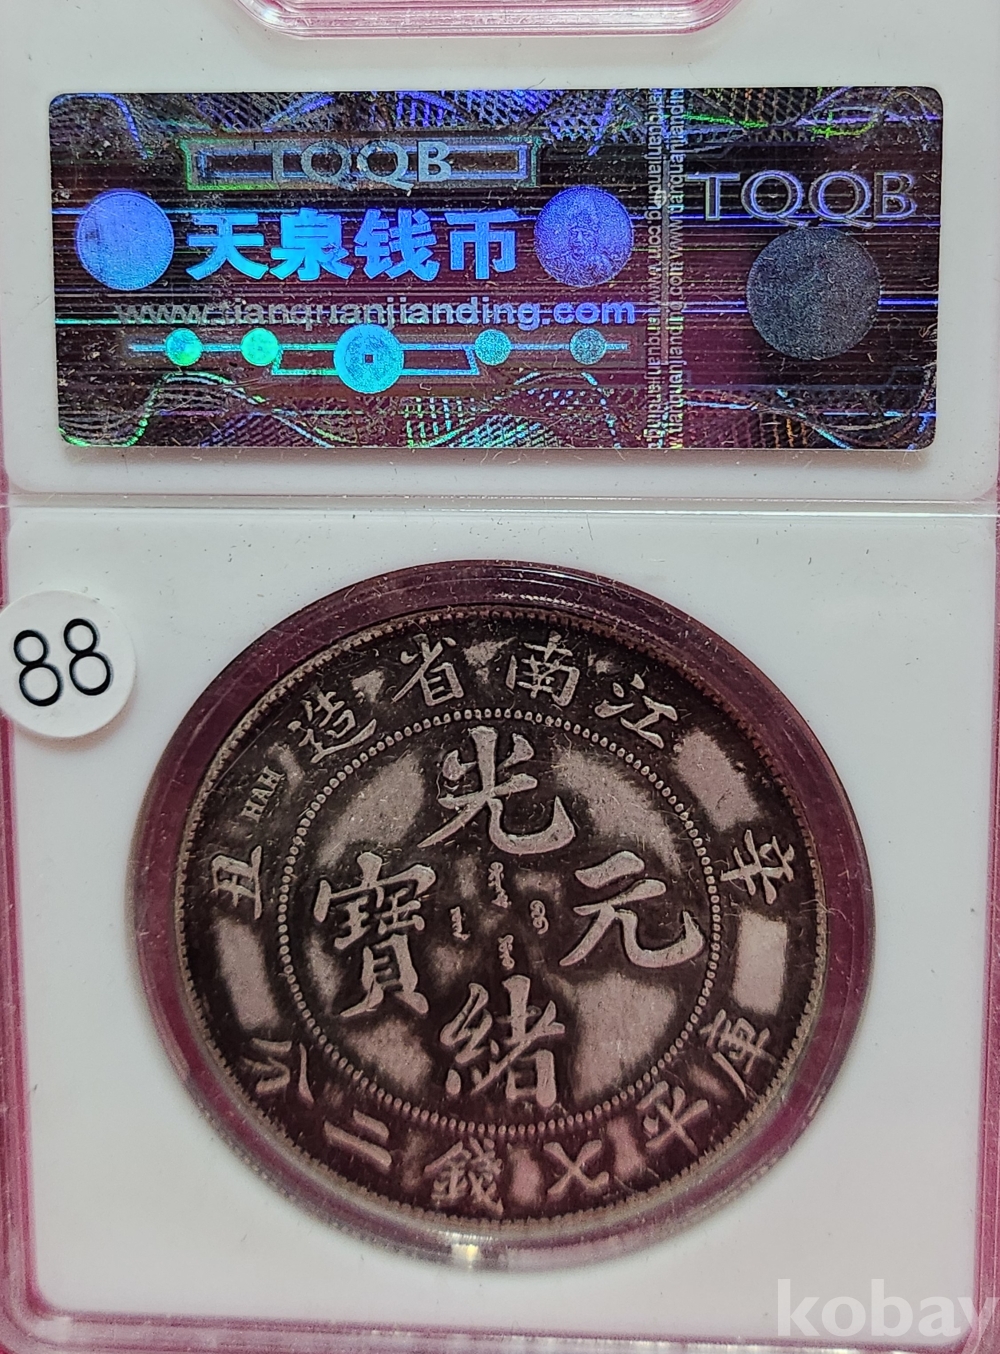 TQQB
天泉钱币
www.tianquanjianding.com
TQQB
88
江南省造
辛丑
HAH
光緒元寶
庫平七錢二分
kobay